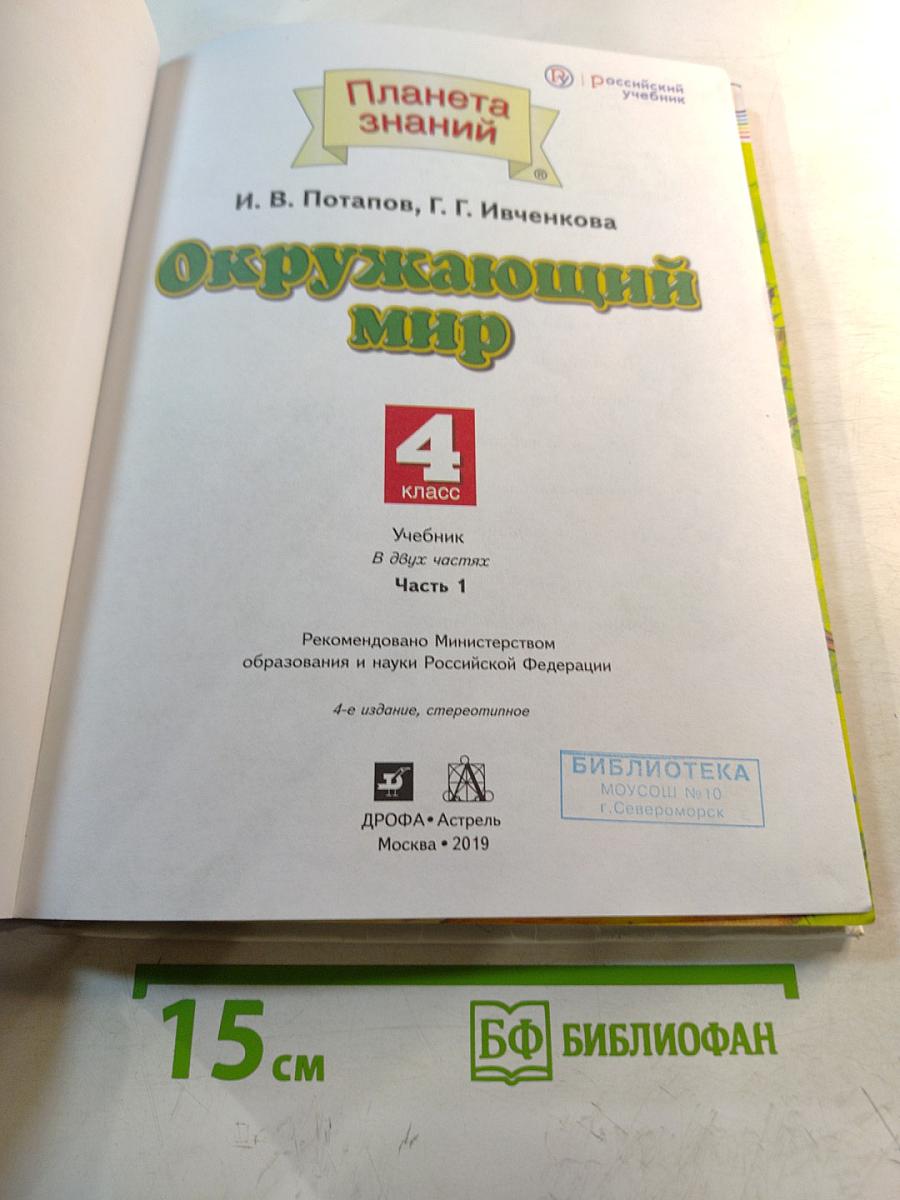 Планета
знаний
®
Российский
учебник
И. В. Потапов, Г. Г. Ивченкова
Окружающий
мир
4
класс
Учебник
В двух частях
Часть 1
Рекомендовано Министерством
образования и науки Российской Федерации
4-е издание, стереотипное
ДРОФА • Астрель
Москва • 2019
БИБЛИОТЕКА
МОУСОШ №10
г.Североморск
15 см
БФ БИБЛИОФАН